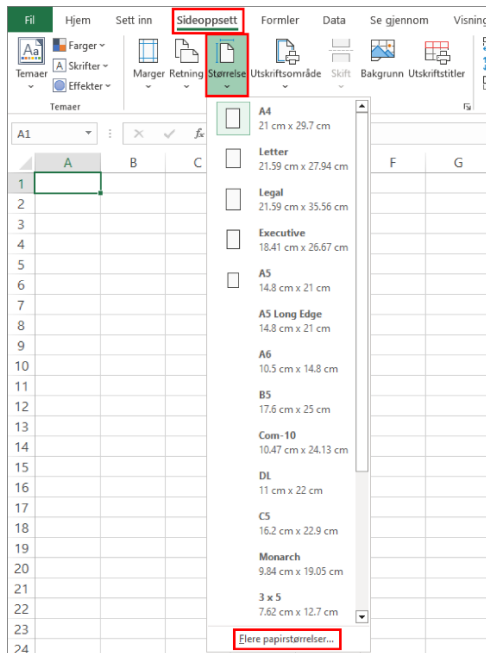 Fil Hjem Sett inn Sideoppsett Formler Data Se gjennom Visning
Aa Farger
A Skrifter
Effekter
Temaer Marger Retning Størrelse Utskriftsområde Skift Bakgrunn Utskriftstitler
Temaer
A1 fx
A B C F G
1
2
3
4
5
6
7
8
9
10
11
12
13
14
15
16
17
18
19
20
21
22
23
24
A4
21 cm x 29.7 cm
Letter
21.59 cm x 27.94 cm
Legal
21.59 cm x 35.56 cm
Executive
18.41 cm x 26.67 cm
A5
14.8 cm x 21 cm
A5 Long Edge
14.8 cm x 21 cm
A6
10.5 cm x 14.8 cm
B5
17.6 cm x 25 cm
Com-10
10.47 cm x 24.13 cm
DL
11 cm x 22 cm
C5
16.2 cm x 22.9 cm
Monarch
9.84 cm x 19.05 cm
3 x 5
7.62 cm x 12.7 cm
Flere papirstørrelser...